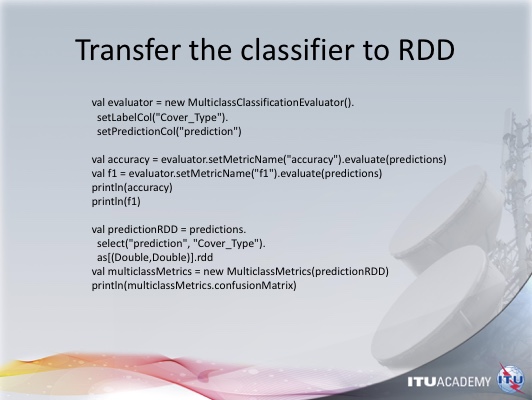 Transfer the classifier to RDD
val evaluator = new MulticlassClassificationEvaluator().
setLabelCol("Cover_Type").
setPredictionCol("prediction")
val accuracy = evaluator.setMetricName("accuracy").evaluate(predictions)
val f1 = evaluator.setMetricName("f1").evaluate(predictions)
println(accuracy)
println(f1)
val predictionRDD = predictions.
select("prediction", "Cover_Type").
as[(Double,Double)].rdd
val multiclassMetrics = new MulticlassMetrics(predictionRDD)
println(multiclassMetrics.confusionMatrix)
ITUACADEMY ITU